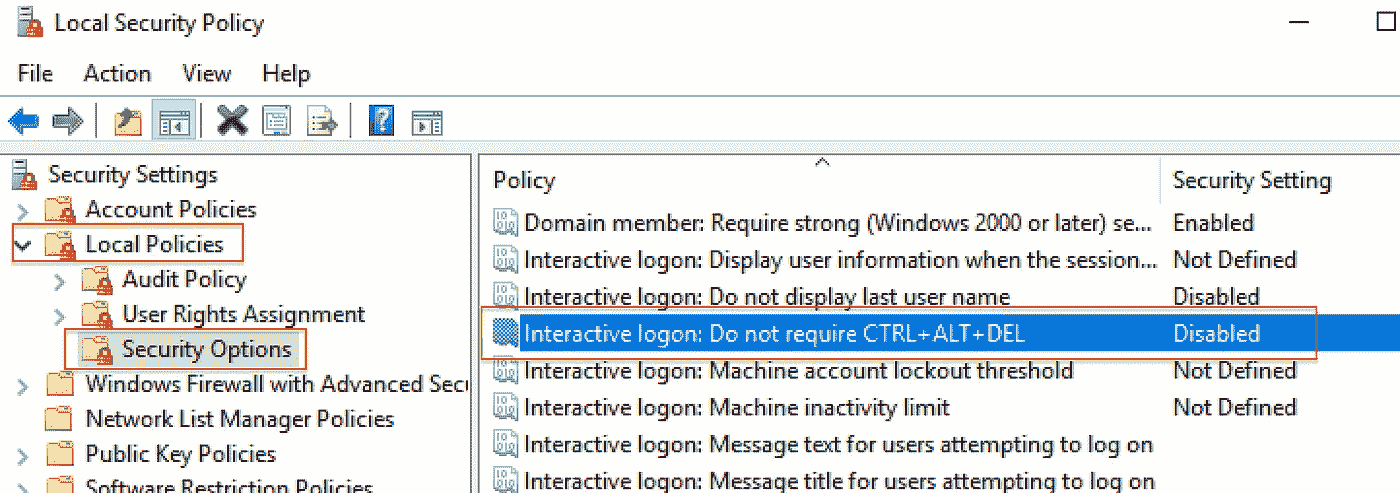 Local Security Policy
File Action View Help
Security Settings
Account Policies
Local Policies
Audit Policy
User Rights Assignment
Security Options
Windows Firewall with Advanced Secu
Network List Manager Policies
Public Key Policies
Software Restriction Policies
Policy Security Setting
Domain member: Require strong (Windows 2000 or later) se... Enabled
Interactive logon: Display user information when the session... Not Defined
Interactive logon: Do not display last user name Disabled
Interactive logon: Do not require CTRL+ALT+DEL Disabled
Interactive logon: Machine account lockout threshold Not Defined
Interactive logon: Machine inactivity limit Not Defined
Interactive logon: Message text for users attempting to log on
Interactive logon: Message title for users attempting to log on